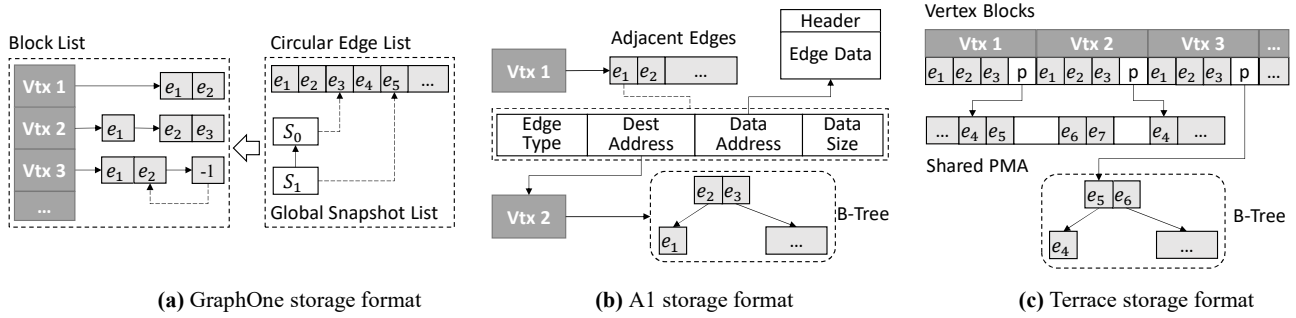 Block List
Vtx 1
e1 e2
Vtx 2
e1
e2 e3
Vtx 3
e1 e2
-1
...
Circular Edge List
e1 e2 e3 e4 e5 ...
S0
S1
Global Snapshot List
(a) GraphOne storage format
Header
Edge Data
Adjacent Edges
Vtx 1
e1 e2 ...
Edge Type
Dest Address
Data Address
Data Size
Vtx 2
e2 e3
B-Tree
e1
...
(b) A1 storage format
Vertex Blocks
Vtx 1 Vtx 2 Vtx 3 ...
e1 e2 e3 p e1 e2 e3 p e1 e2 e3 p ...
... e4 e5 e6 e7 e4 ...
Shared PMA
e5 e6
B-Tree
e4
...
(c) Terrace storage format